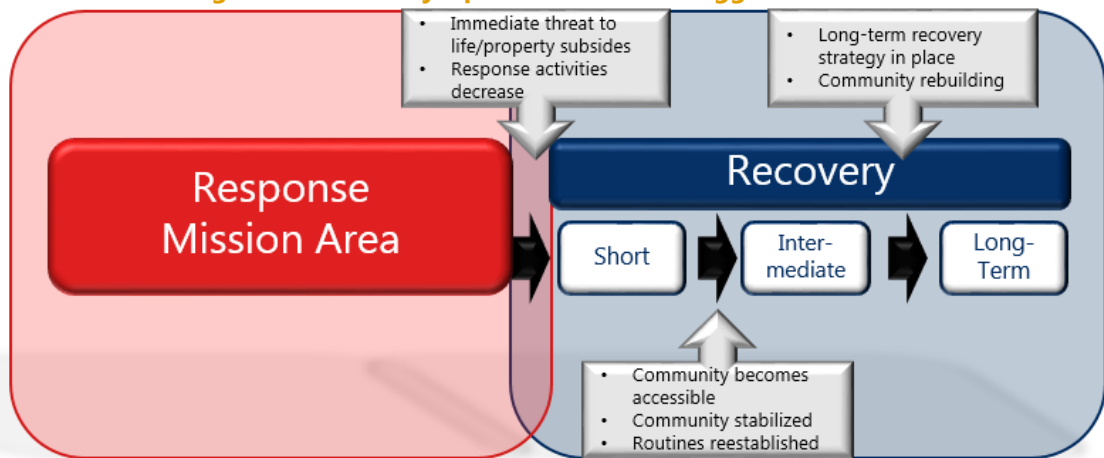 • Immediate threat to
life/property subsides
• Response activities
decrease
• Long-term recovery
strategy in place
• Community rebuilding
Response
Mission Area
Recovery
Short
Inter-
mediate
Long-
Term
• Community becomes
accessible
• Community stabilized
• Routines reestablished